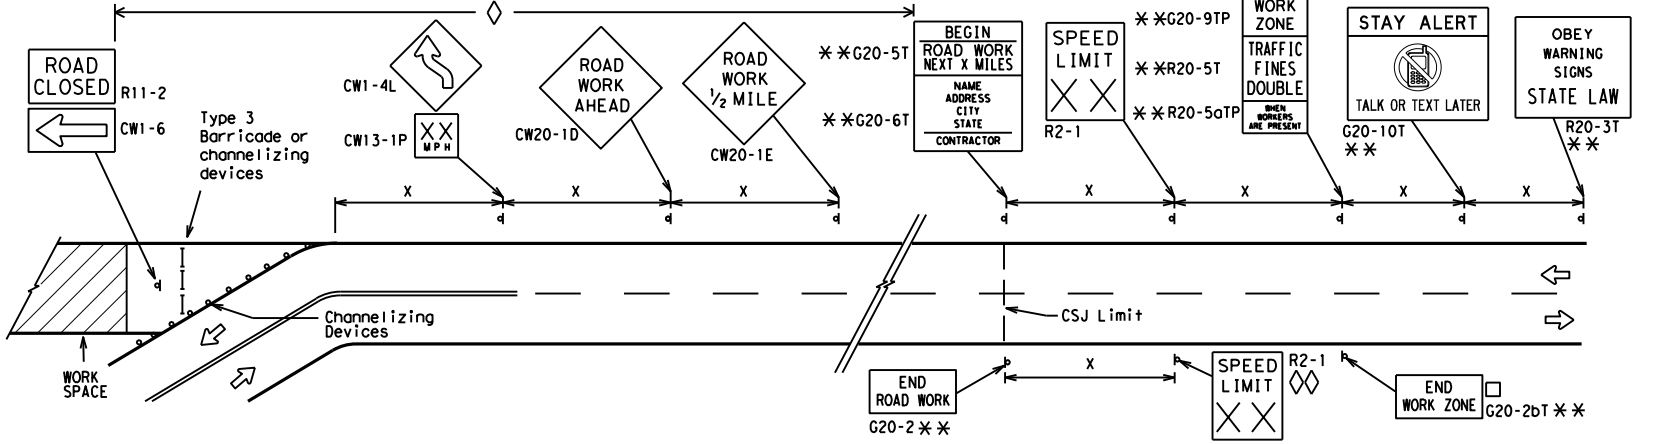 ROAD
CLOSED
R11-2
CW1-6
Type 3
Barricade or
channelizing
devices
CW1-4L
CW13-1P
XX
MPH
ROAD
WORK
AHEAD
CW20-1D
ROAD
WORK
1/2 MILE
CW20-1E
**G20-5T
**G20-6T
BEGIN
ROAD WORK
NEXT X MILES
NAME
ADDRESS
CITY
STATE
CONTRACTOR
SPEED
LIMIT
XX
R2-1
**G20-9TP
**R20-5T
**R20-5aTP
WORK
ZONE
TRAFFIC
FINES
DOUBLE
WHEN
WORKERS
ARE PRESENT
STAY ALERT
TALK OR TEXT LATER
G20-10T
**
OBEY
WARNING
SIGNS
STATE LAW
R20-3T
**
X
X
X
X
X
X
X
Channelizing
Devices
CSJ Limit
WORK
SPACE
X
END
ROAD WORK
G20-2**
SPEED
LIMIT
XX
R2-1
END
WORK ZONE
G20-2bT**